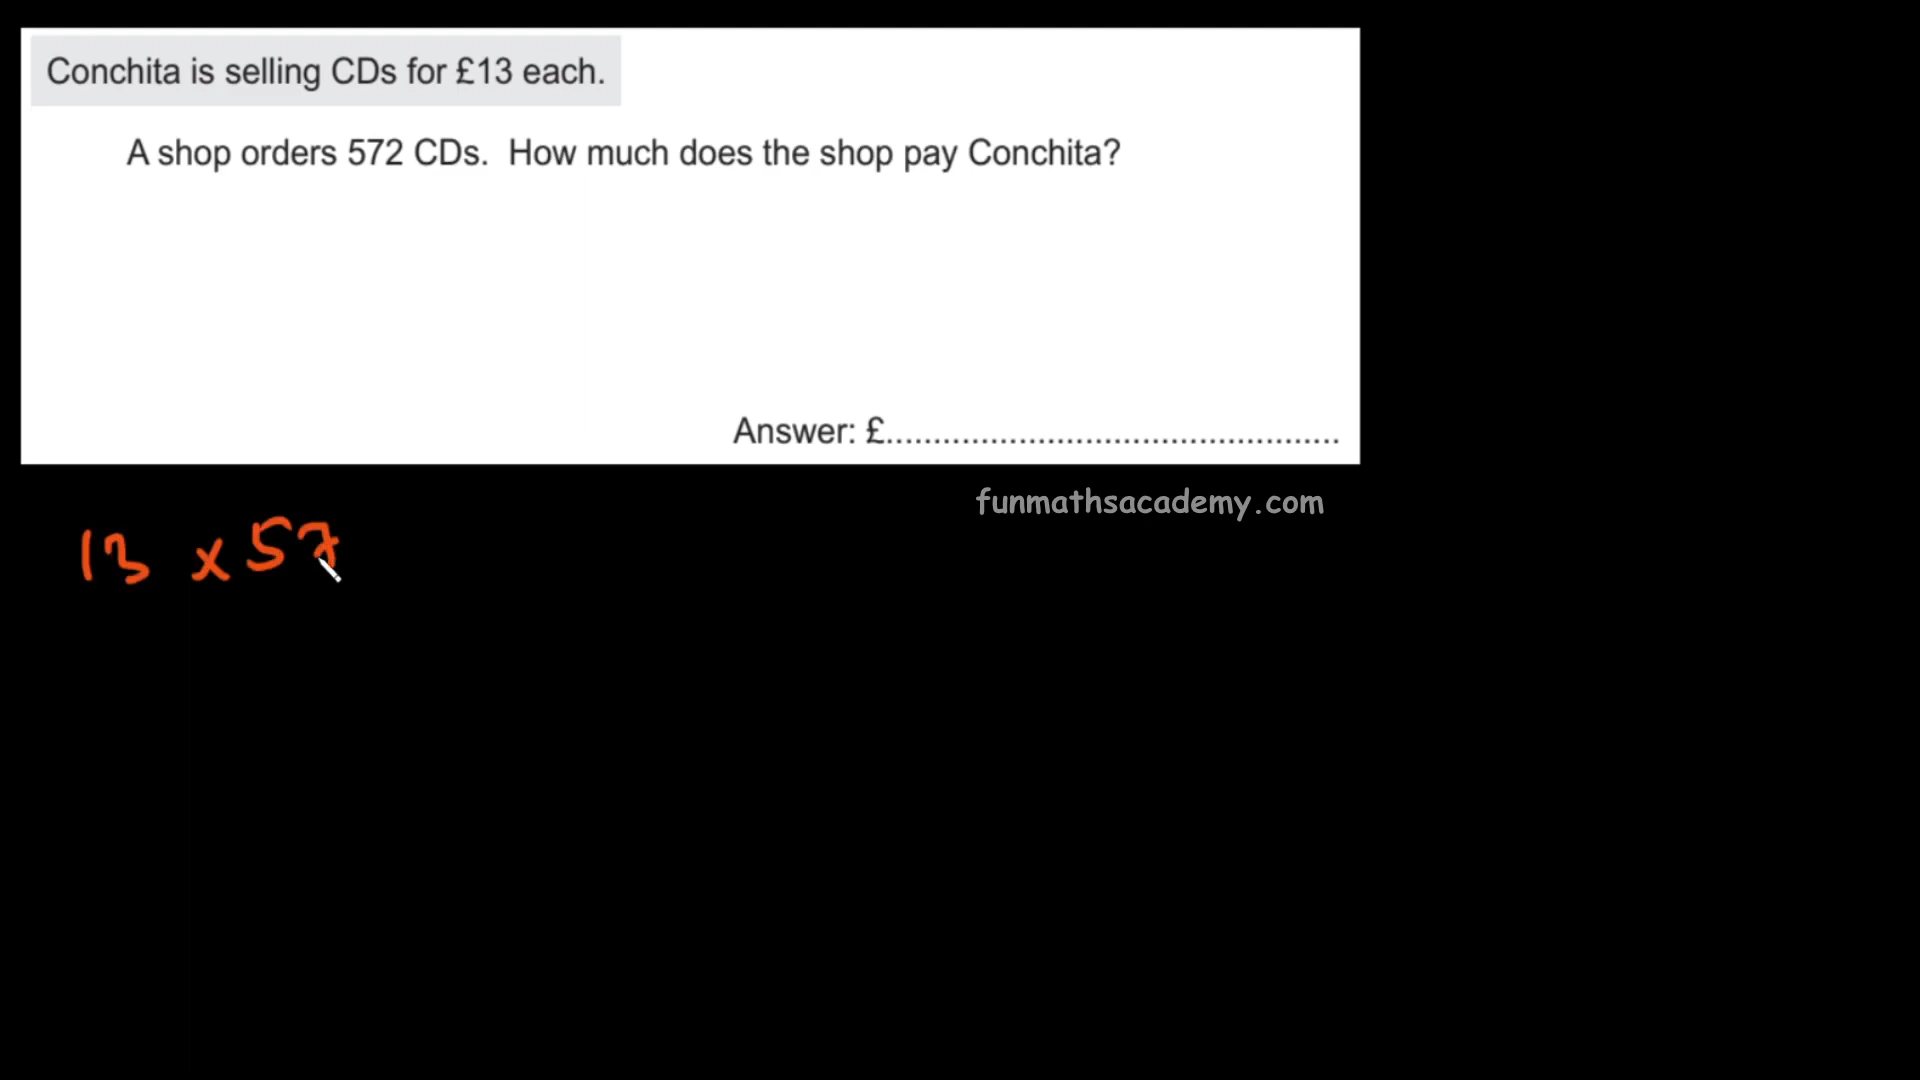 Conchita is selling CDs for £13 each.
A shop orders 572 CDs. How much does the shop pay Conchita?
Answer: £................................................
funmathsacademy.com
13 x 57